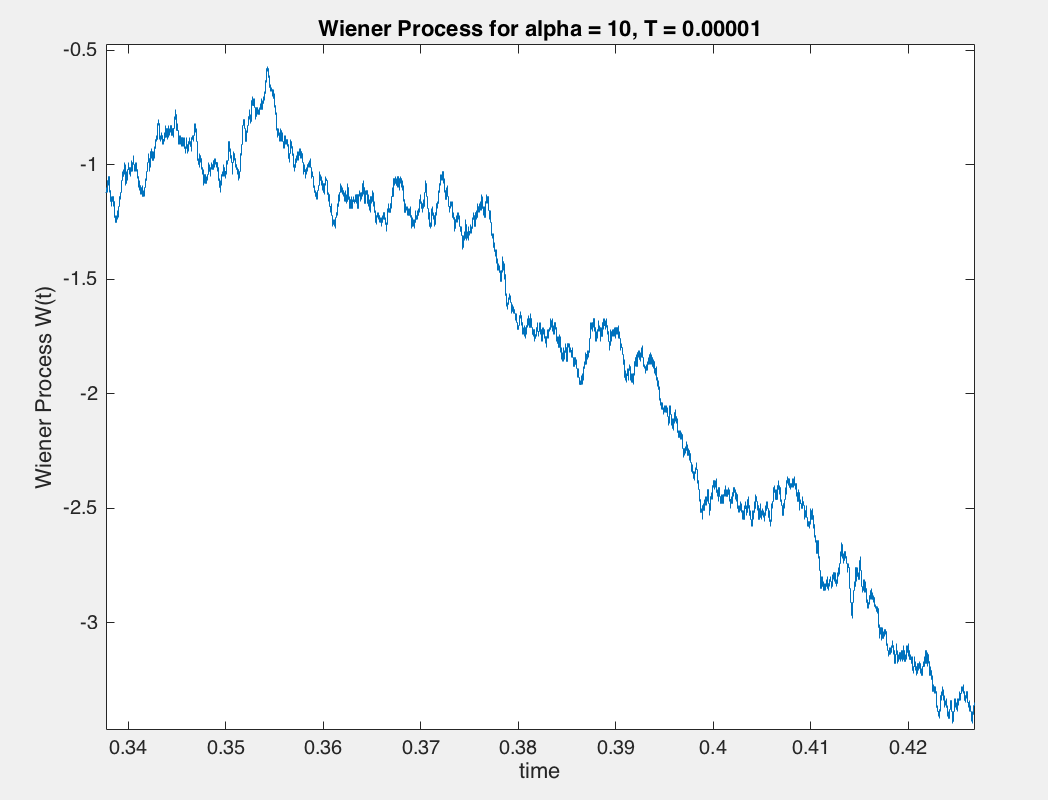 Wiener Process for alpha = 10, T = 0.00001
-0.5
-1
-1.5
-2
-2.5
-3
Wiener Process W(t)
0.34 0.35 0.36 0.37 0.38 0.39 0.4 0.41 0.42
time